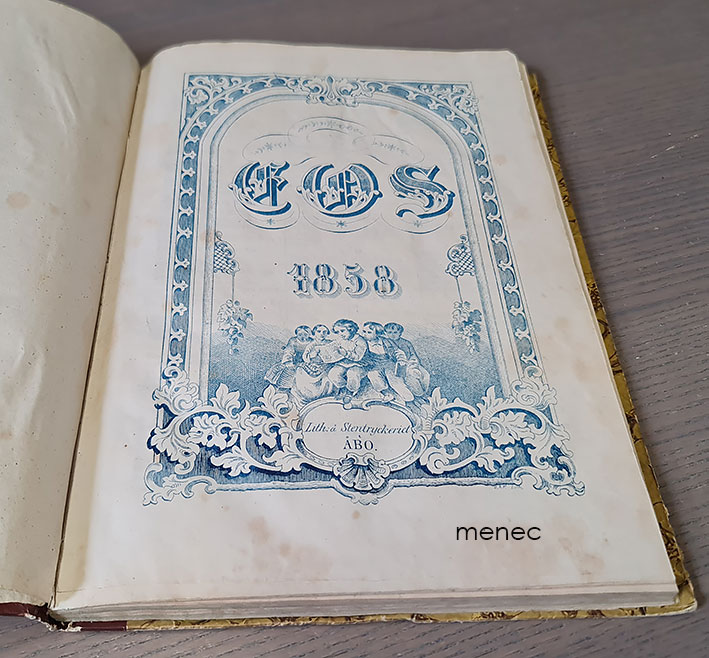 EOS
1858
Lith. å Stentryckeriet
ÅBO.
menec